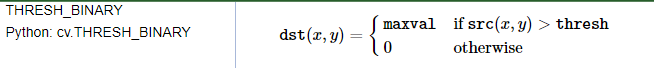 THRESH_BINARY
Python: cv.THRESH_BINARY
dst(x, y) = { maxval if src(x, y) > thresh
0 otherwise